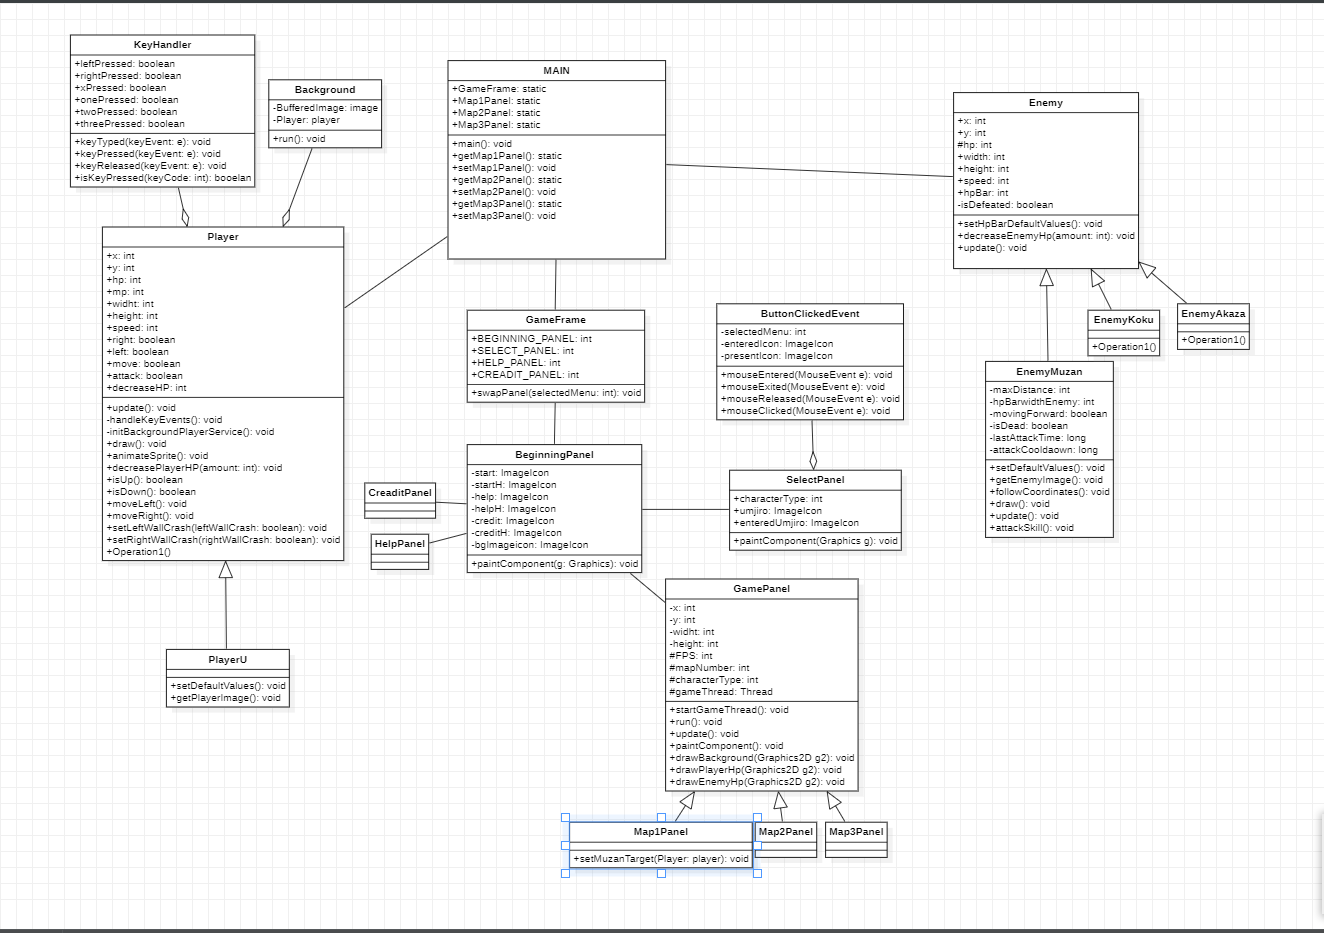 KeyHandler
+leftPressed: boolean
+rightPressed: boolean
+xPressed: boolean
+onePressed: boolean
+twoPressed: boolean
+threePressed: boolean
+keyTyped(keyEvent: e): void
+keyPressed(keyEvent: e): void
+keyReleased(keyEvent: e): void
+isKeyPressed(keyCode: int): booelan
Background
-BufferedImage: image
-Player: player
+run(): void
MAIN
+GameFrame: static
+Map1Panel: static
+Map2Panel: static
+Map3Panel: static
+main(): void
+getMap1Panel(): static
+setMap1Panel(): void
+getMap2Panel(): static
+setMap2Panel(): void
+getMap3Panel(): static
+setMap3Panel(): void
Enemy
+x: int
+y: int
#hp: int
+width: int
+height: int
+speed: int
+hpBar: int
-isDefeated: boolean
+setHpBarDefaultValues(): void
+decreaseEnemyHp(amount: int): void
+update(): void
Player
+x: int
+y: int
+hp: int
+mp: int
+widht: int
+height: int
+speed: int
+right: boolean
+left: boolean
+move: boolean
+attack: boolean
+decreaseHP: int
+update(): void
-handleKeyEvents(): void
-initBackgroundPlayerService(): void
+draw(): void
+animateSprite(): void
+decreasePlayerHP(amount: int): void
+isUp(): boolean
+isDown(): boolean
+moveLeft(): void
+moveRight(): void
+setLeftWallCrash(leftWallCrash: boolean): void
+setRightWallCrash(rightWallCrash: boolean): void
+Operation1()
GameFrame
+BEGINNING_PANEL: int
+SELECT_PANEL: int
+HELP_PANEL: int
+CREADIT_PANEL: int
+swapPanel(selectedMenu: int): void
ButtonClickedEvent
-selectedMenu: int
-enteredIcon: ImageIcon
-presentIcon: ImageIcon
+mouseEntered(MouseEvent e): void
+mouseExited(MouseEvent e): void
+mouseReleased(MouseEvent e): void
+mouseClicked(MouseEvent e): void
EnemyKoku
+Operation1()
EnemyAkaza
+Operation1()
EnemyMuzan
-maxDistance: int
-hpBarwidthEnemy: int
-movingForward: boolean
-isDead: boolean
-lastAttackTime: long
-attackCooldaown: long
+setDefaultValues(): void
+getEnemyImage(): void
+followCoordinates(): void
+draw(): void
+update(): void
+attackSkill(): void
BeginningPanel
-start: ImageIcon
-startH: ImageIcon
-help: ImageIcon
-helpH: ImageIcon
-credit: ImageIcon
-creditH: ImageIcon
-bgImageicon: ImageIcon
+paintComponent(g: Graphics): void
CreaditPanel
HelpPanel
SelectPanel
+characterType: int
+umjiro: ImageIcon
+enteredUmjiro: ImageIcon
+paintComponent(Graphics g): void
GamePanel
-x: int
-y: int
-widht: int
-height: int
#FPS: int
#mapNumber: int
#characterType: int
#gameThread: Thread
+startGameThread(): void
+run(): void
+update(): void
+paintComponent(): void
+drawBackground(Graphics2D g2): void
+drawPlayerHp(Graphics2D g2): void
+drawEnemyHp(Graphics2D g2): void
PlayerU
+setDefaultValues(): void
+getPlayerImage(): void
Map1Panel
+setMuzanTarget(Player: player): void
Map2Panel
Map3Panel